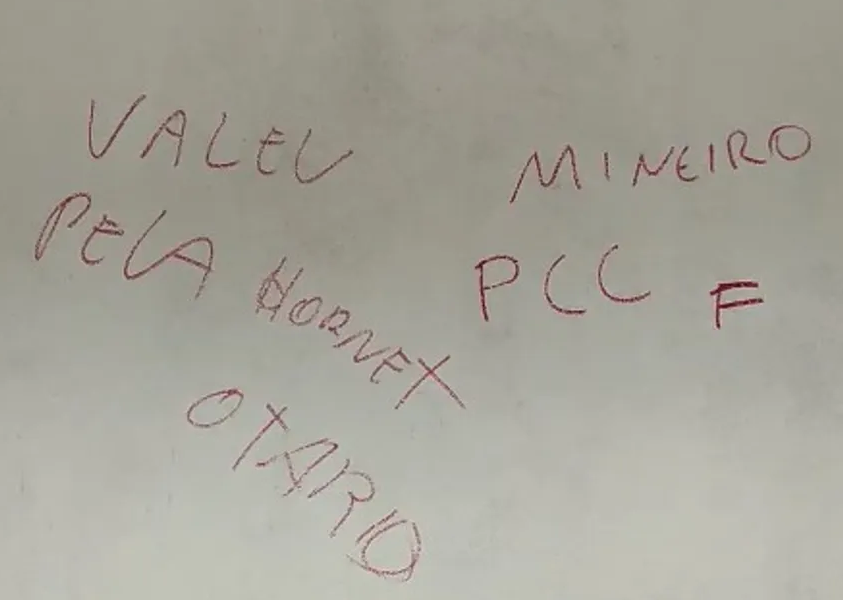 VALEU
PELA HORNET
OTARIO
MINEIRO
PCC F